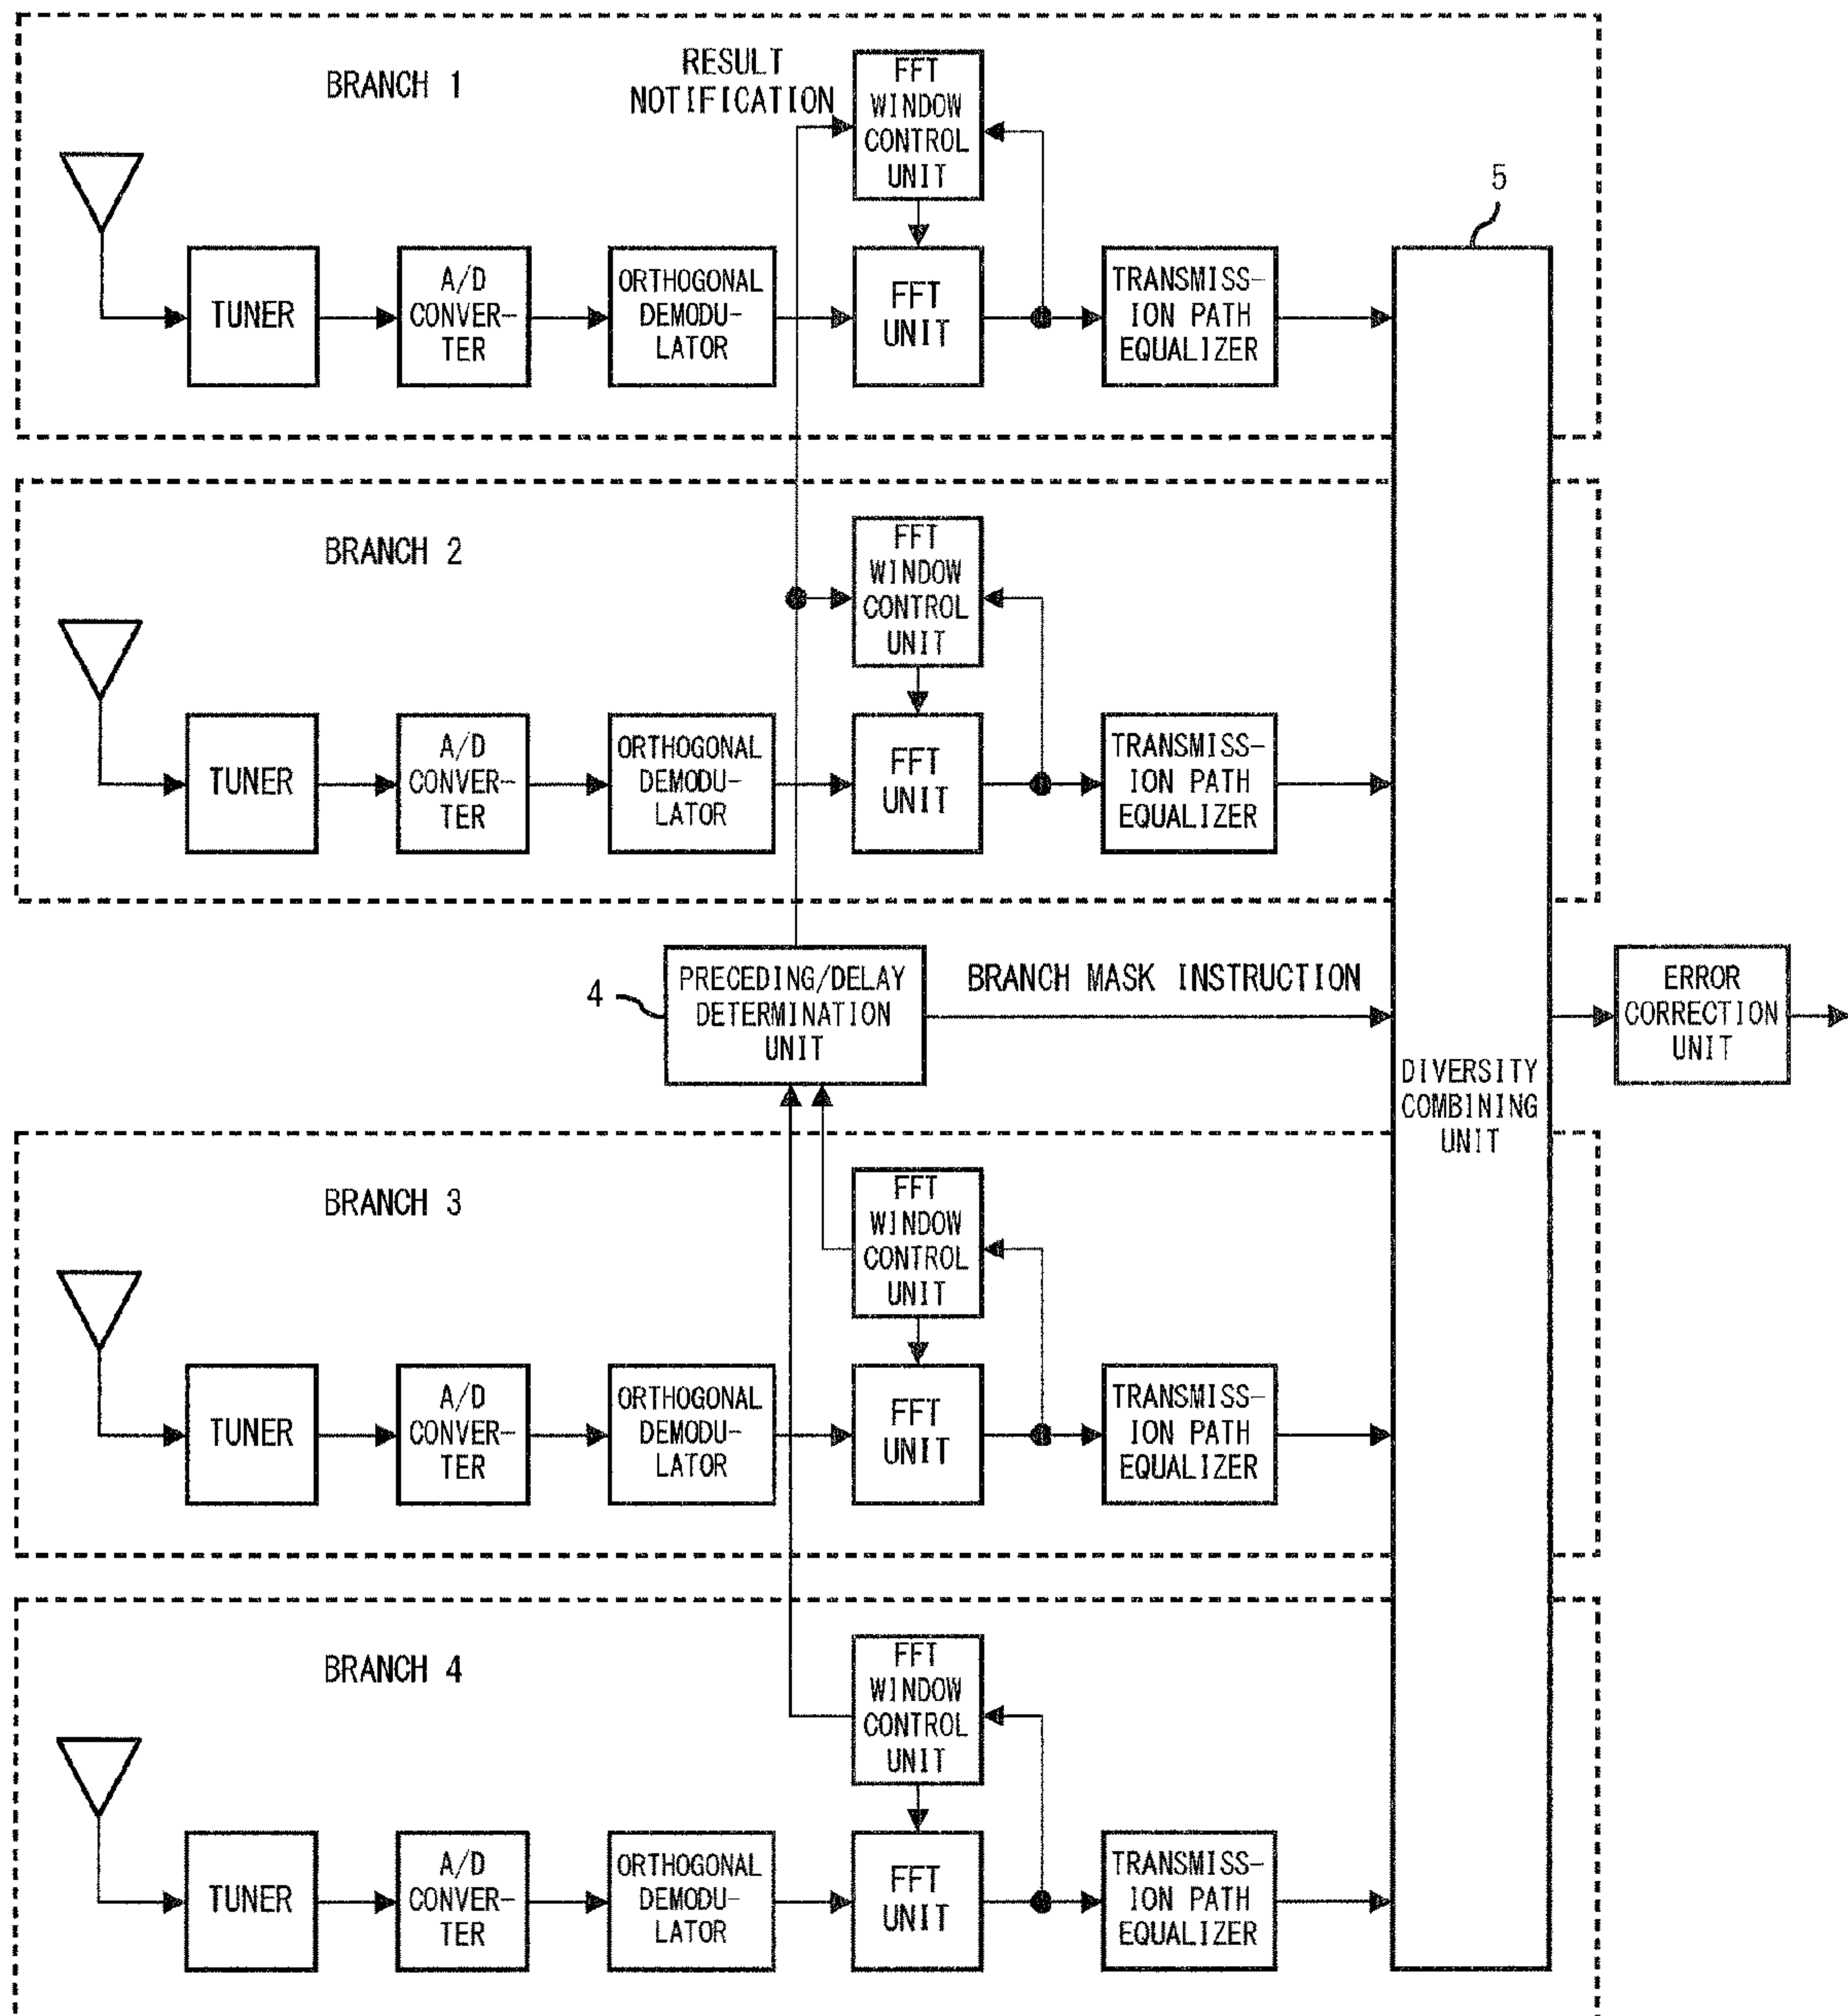 BRANCH 1
RESULT
NOTIFICATION
FFT
WINDOW
CONTROL
UNIT
5
TUNER
A/D
CONVER-
TER
ORTHOGONAL
DEMODU-
LATOR
FFT
UNIT
TRANSMISS-
ION PATH
EQUALIZER
BRANCH 2
FFT
WINDOW
CONTROL
UNIT
TUNER
A/D
CONVER-
TER
ORTHOGONAL
DEMODU-
LATOR
FFT
UNIT
TRANSMISS-
ION PATH
EQUALIZER
4
PRECEDING/DELAY
DETERMINATION
UNIT
BRANCH MASK INSTRUCTION
DIVERSITY
COMBINING
UNIT
ERROR
CORRECTION
UNIT
BRANCH 3
FFT
WINDOW
CONTROL
UNIT
TUNER
A/D
CONVER-
TER
ORTHOGONAL
DEMODU-
LATOR
FFT
UNIT
TRANSMISS-
ION PATH
EQUALIZER
BRANCH 4
FFT
WINDOW
CONTROL
UNIT
TUNER
A/D
CONVER-
TER
ORTHOGONAL
DEMODU-
LATOR
FFT
UNIT
TRANSMISS-
ION PATH
EQUALIZER